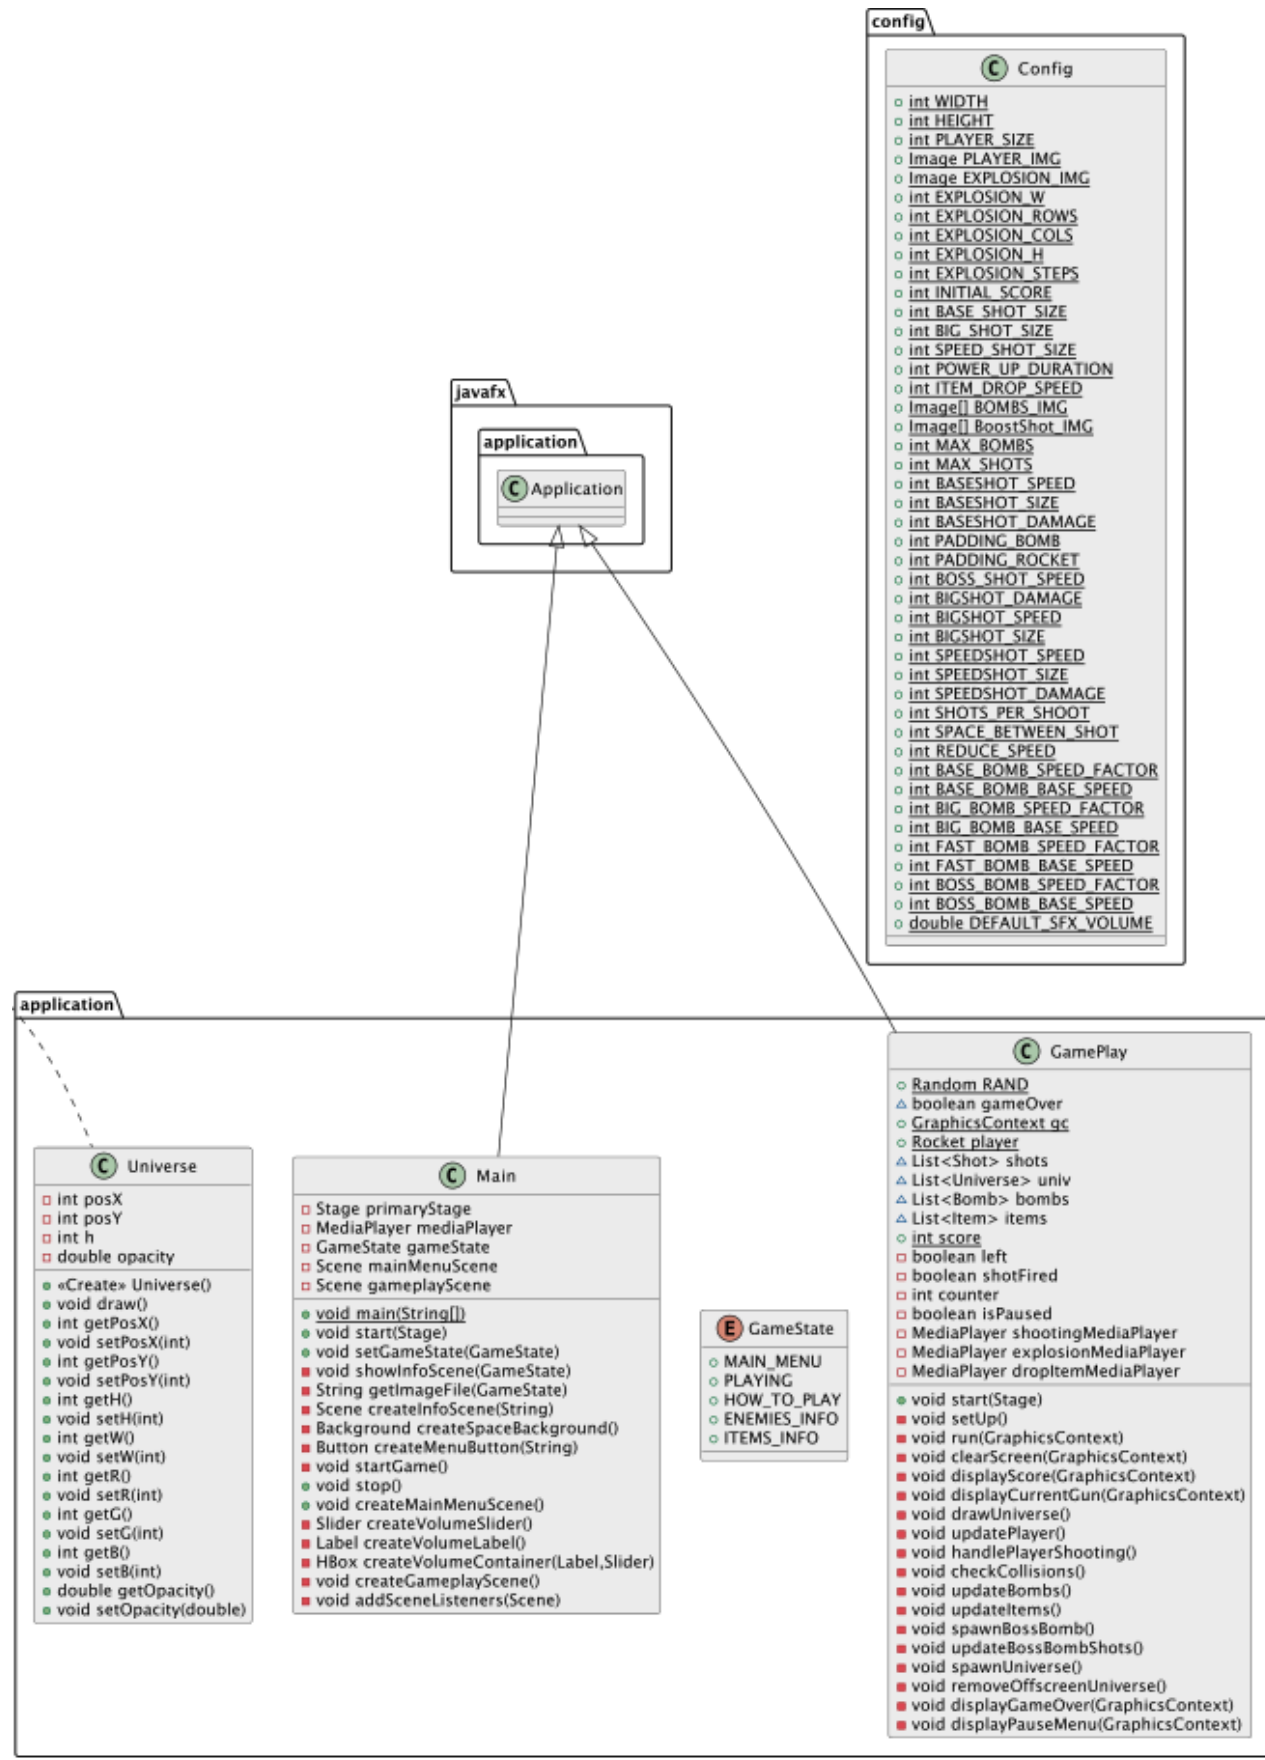 config
C Config
int WIDTH
int HEIGHT
int PLAYER_SIZE
Image PLAYER_IMG
Image EXPLOSION_IMG
int EXPLOSION_W
int EXPLOSION_ROWS
int EXPLOSION_COLS
int EXPLOSION_H
int EXPLOSION_STEPS
int INITIAL_SCORE
int BASE_SHOT_SIZE
int BIG_SHOT_SIZE
int SPEED_SHOT_SIZE
int POWER_UP_DURATION
int ITEM_DROP_SPEED
Image[] BOMBS_IMG
Image[] BoostShot_IMG
int MAX_BOMBS
int MAX_SHOTS
int BASESHOT_SPEED
int BASESHOT_SIZE
int BASESHOT_DAMAGE
int PADDING_BOMB
int PADDING_ROCKET
int BOSS_SHOT_SPEED
int BIGSHOT_DAMAGE
int BIGSHOT_SPEED
int BIGSHOT_SIZE
int SPEEDSHOT_SPEED
int SPEEDSHOT_SIZE
int SPEEDSHOT_DAMAGE
int SHOTS_PER_SHOOT
int SPACE_BETWEEN_SHOT
int REDUCE_SPEED
int BASE_BOMB_SPEED_FACTOR
int BASE_BOMB_BASE_SPEED
int BIG_BOMB_SPEED_FACTOR
int BIG_BOMB_BASE_SPEED
int FAST_BOMB_SPEED_FACTOR
int FAST_BOMB_BASE_SPEED
int BOSS_BOMB_SPEED_FACTOR
int BOSS_BOMB_BASE_SPEED
double DEFAULT_SFX_VOLUME
javafx
application
C Application
application
C Universe
int posX
int posY
int h
double opacity
«Create» Universe()
void draw()
int getPosX()
void setPosX(int)
int getPosY()
void setPosY(int)
int getH()
void setH(int)
int getW()
void setW(int)
int getR()
void setR(int)
int getG()
void setG(int)
int getB()
void setB(int)
double getOpacity()
void setOpacity(double)
C Main
Stage primaryStage
MediaPlayer mediaPlayer
GameState gameState
Scene mainMenuScene
Scene gameplayScene
void main(String[])
void start(Stage)
void setGameState(GameState)
void showInfoScene(GameState)
String getImageFile(GameState)
Scene createInfoScene(String)
Background createSpaceBackground()
Button createMenuButton(String)
void startGame()
void stop()
void createMainMenuScene()
Slider createVolumeSlider()
Label createVolumeLabel()
HBox createVolumeContainer(Label,Slider)
void createGameplayScene()
void addSceneListeners(Scene)
E GameState
MAIN_MENU
PLAYING
HOW_TO_PLAY
ENEMIES_INFO
ITEMS_INFO
C GamePlay
Random RAND
boolean gameOver
GraphicsContext gc
Rocket player
List<Shot> shots
List<Universe> univ
List<Bomb> bombs
List<Item> items
int score
boolean left
boolean shotFired
int counter
boolean isPaused
MediaPlayer shootingMediaPlayer
MediaPlayer explosionMediaPlayer
MediaPlayer dropItemMediaPlayer
void start(Stage)
void setUp()
void run(GraphicsContext)
void clearScreen(GraphicsContext)
void displayScore(GraphicsContext)
void displayCurrentGun(GraphicsContext)
void drawUniverse()
void updatePlayer()
void handlePlayerShooting()
void checkCollisions()
void updateBombs()
void updateItems()
void spawnBossBomb()
void updateBossBombShots()
void spawnUniverse()
void removeOffscreenUniverse()
void displayGameOver(GraphicsContext)
void displayPauseMenu(GraphicsContext)